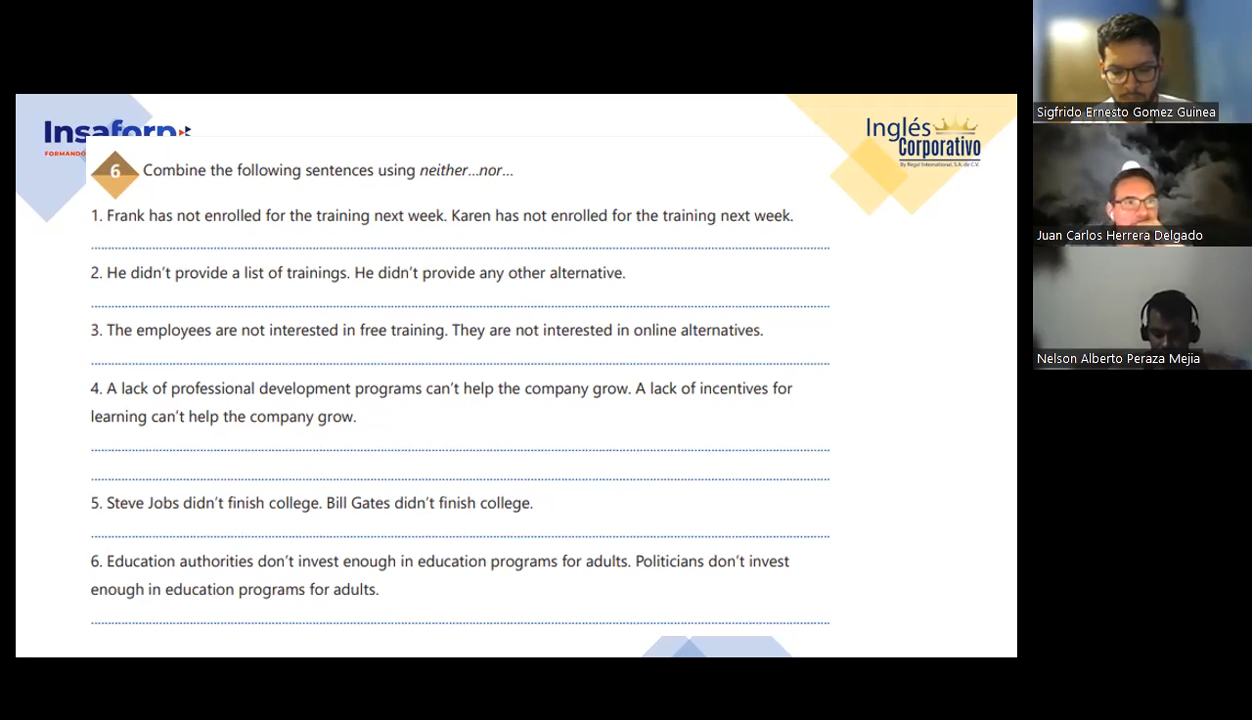 Insaforp
FORMANDO
Inglés
Corporativo
By Regal International, S.A. de C.V.
6
Combine the following sentences using neither...nor...
1. Frank has not enrolled for the training next week. Karen has not enrolled for the training next week.
2. He didn't provide a list of trainings. He didn't provide any other alternative.
3. The employees are not interested in free training. They are not interested in online alternatives.
4. A lack of professional development programs can't help the company grow. A lack of incentives for
learning can't help the company grow.
5. Steve Jobs didn't finish college. Bill Gates didn't finish college.
6. Education authorities don't invest enough in education programs for adults. Politicians don't invest
enough in education programs for adults.
Sigfrido Ernesto Gomez Guinea
Juan Carlos Herrera Delgado
Nelson Alberto Peraza Mejia